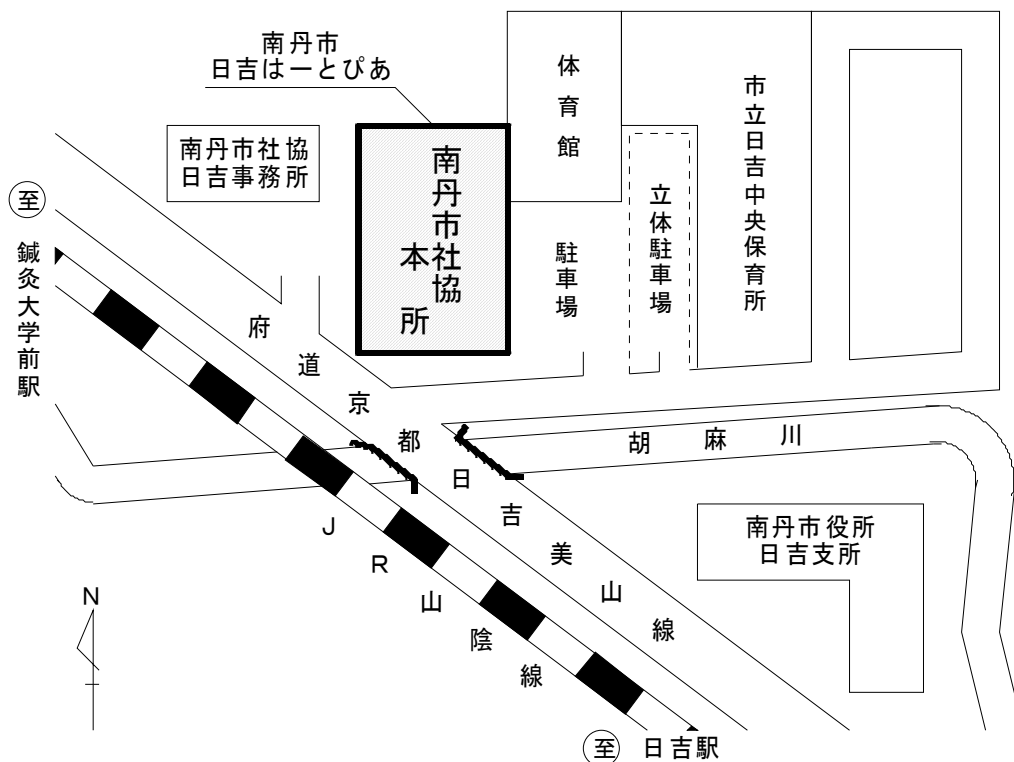 南丹市
日吉はーとぴあ
南丹市社協
日吉事務所
南丹市社協
本所
体育館
駐車場
立体駐車場
市立日吉中央保育所
至
鍼灸大学前駅
府道京都日吉美山線
胡麻川
JR山陰線
南丹市役所
日吉支所
N
至 日吉駅